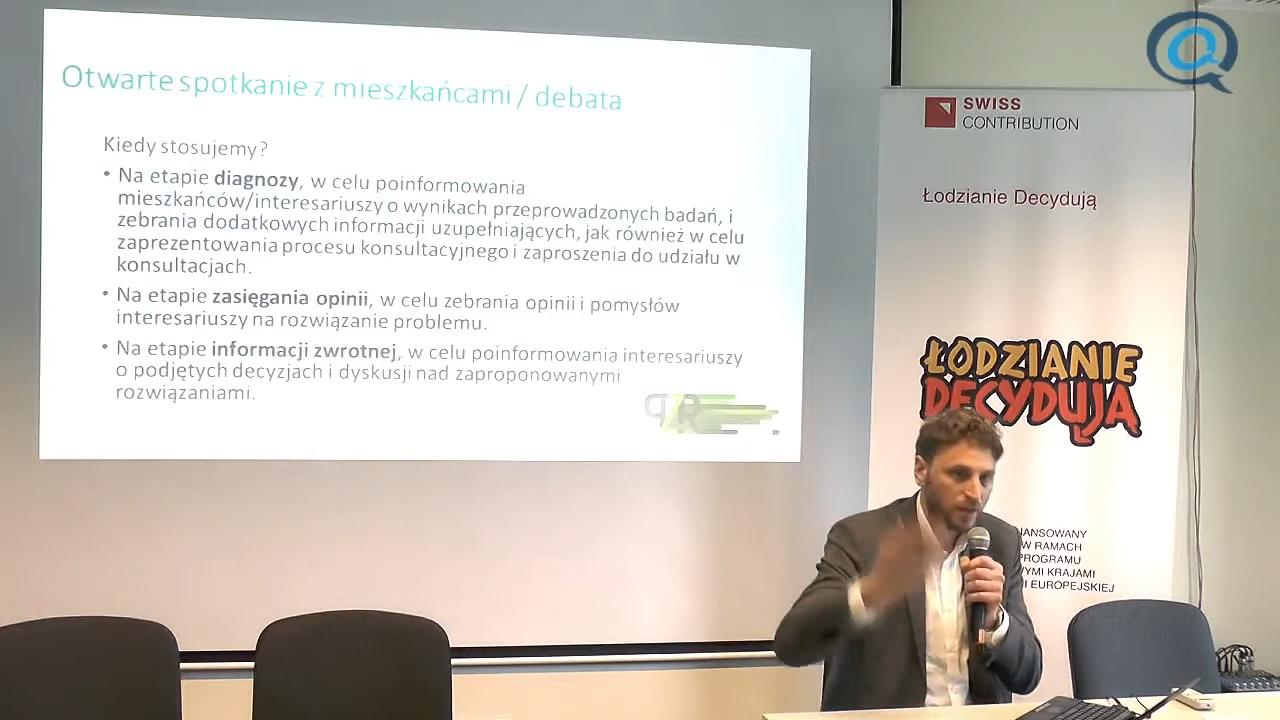 Otwarte spotkanie z mieszkańcami / debata
Kiedy stosujemy?
• Na etapie diagnozy, w celu poinformowania
mieszkańców/interesariuszy o wynikach przeprowadzonych badań, i
zebrania dodatkowych informacji uzupełniających, jak również w celu
zaprezentowania procesu konsultacyjnego i zaproszenia do udziału w
konsultacjach.
• Na etapie zasięgania opinii, w celu zebrania opinii i pomysłów
interesariuszy na rozwiązanie problemu.
• Na etapie informacji zwrotnej, w celu poinformowania interesariuszy
o podjętych decyzjach i dyskusji nad zaproponowanymi
rozwiązaniami.
SWISS
CONTRIBUTION
Łodzianie Decydują
ŁODZIANIE
DECYDUJĄ
W RAMACH
PROGRAMU
KRAJAMI
I EUROPEJSKIEJ